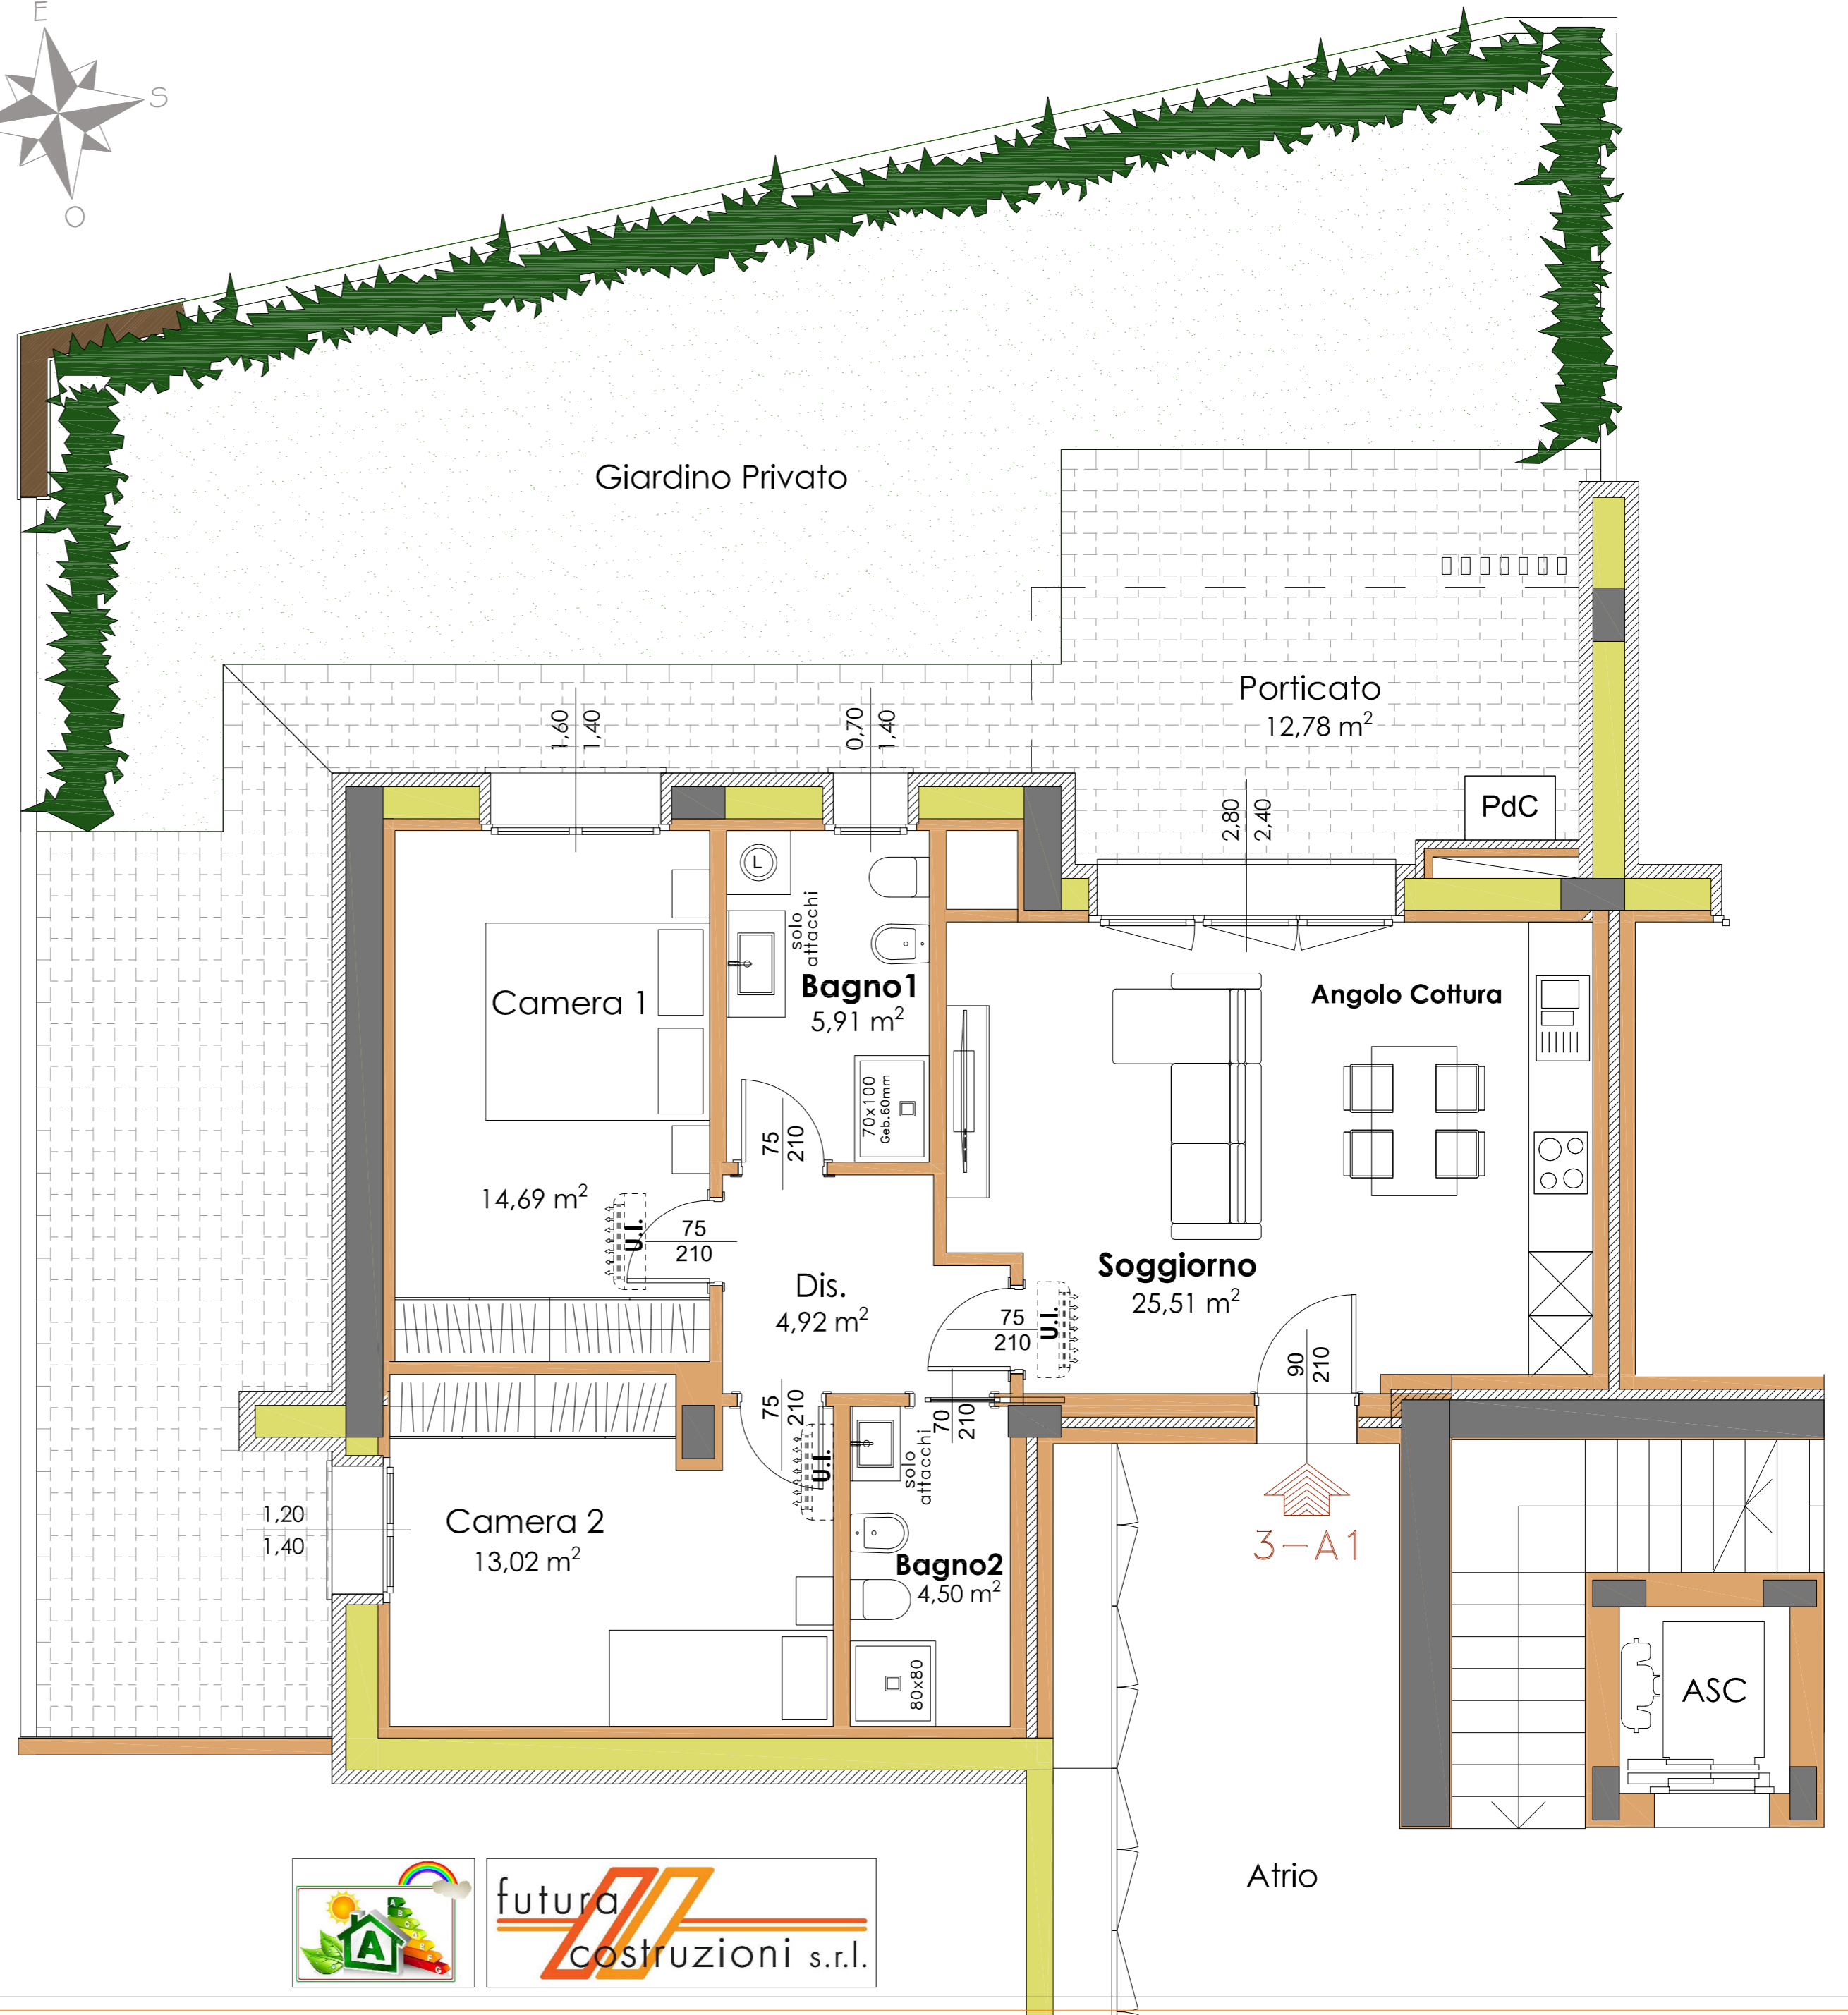 E
S
O
Giardino Privato
Porticato
12,78 m²
1,60
1,40
0,70
1,40
2,80
2,40
PdC
L
solo
attacchi
Bagno1
5,91 m²
Camera 1
14,69 m²
Angolo Cottura
70x100
Geb.60mm
75
210
U.I.
75
210
Dis.
4,92 m²
Soggiorno
25,51 m²
75
210
U.I.
90
210
75
210
U.I.
70
210
solo
attacchi
1,20
1,40
Camera 2
13,02 m²
Bagno2
4,50 m²
80x80
3-A1
ASC
Atrio
A
A
B
C
D
E
F
G
futura
costruzioni s.r.l.